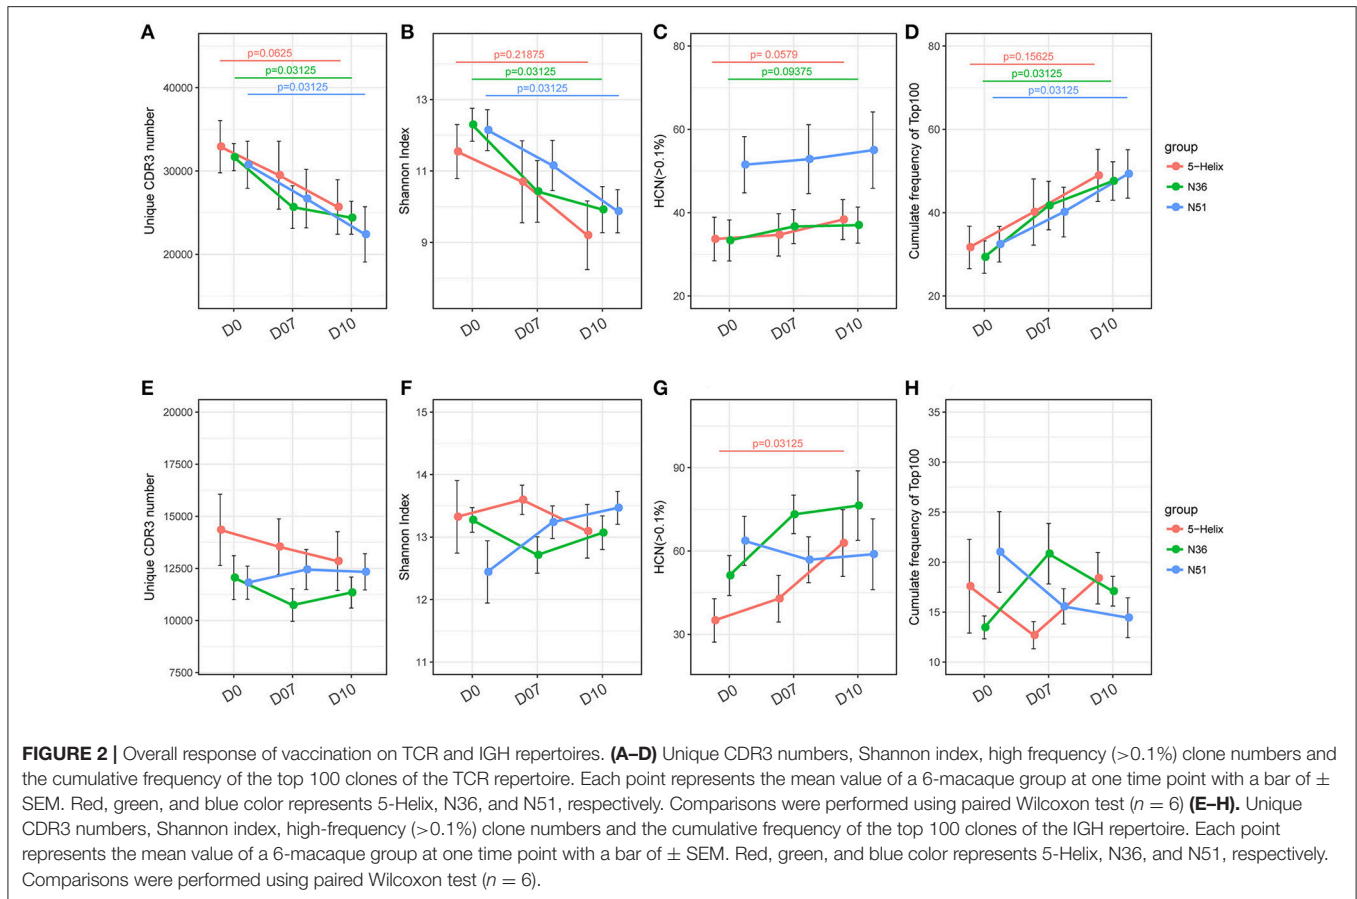 A
p=0.0625
p=0.03125
p=0.03125
Unique CDR3 number
40000
30000
20000
D0
D07
D10
B
p=0.21875
p=0.03125
p=0.03125
Shannon Index
13
11
9
D0
D07
D10
C
p= 0.0579
p=0.09375
HCN(>0.1%)
80
60
40
20
D0
D07
D10
D
p=0.15625
p=0.03125
p=0.03125
Cumulate frequency of Top100
80
60
40
20
D0
D07
D10
group
5-Helix
N36
N51
E
Unique CDR3 number
20000
17500
15000
12500
10000
7500
D0
D07
D10
F
Shannon Index
15
14
13
12
11
D0
D07
D10
G
p=0.03125
HCN(>0.1%)
90
60
30
D0
D07
D10
H
Cumulate frequency of Top100
35
30
25
20
15
10
D0
D07
D10
group
5-Helix
N36
N51
FIGURE 2 | Overall response of vaccination on TCR and IGH repertoires. (A–D) Unique CDR3 numbers, Shannon index, high frequency (>0.1%) clone numbers and
the cumulative frequency of the top 100 clones of the TCR repertoire. Each point represents the mean value of a 6-macaque group at one time point with a bar of ±
SEM. Red, green, and blue color represents 5-Helix, N36, and N51, respectively. Comparisons were performed using paired Wilcoxon test (n = 6) (E–H). Unique
CDR3 numbers, Shannon index, high-frequency (>0.1%) clone numbers and the cumulative frequency of the top 100 clones of the IGH repertoire. Each point
represents the mean value of a 6-macaque group at one time point with a bar of ± SEM. Red, green, and blue color represents 5-Helix, N36, and N51, respectively.
Comparisons were performed using paired Wilcoxon test (n = 6).